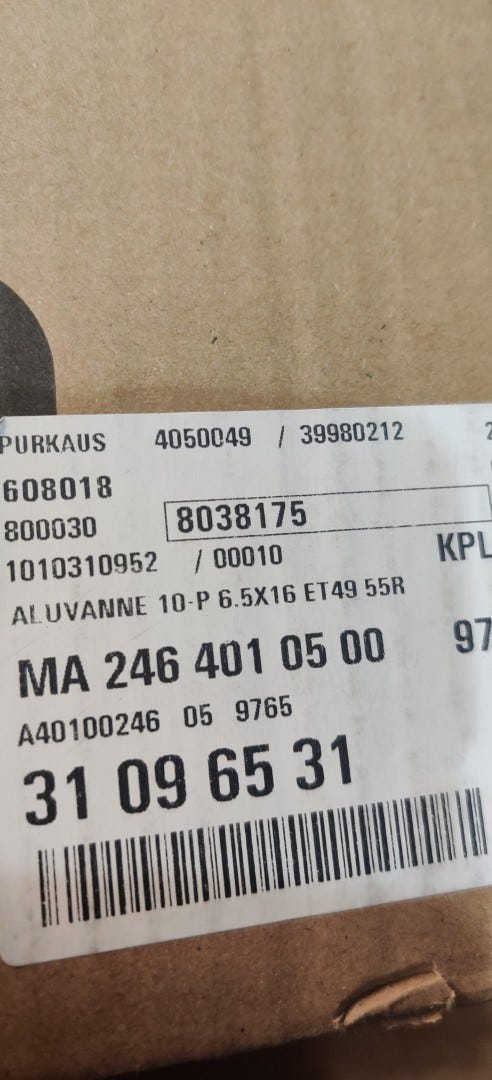 PURKAUS 4050049 / 39980212
608018
800030 8038175
1010310952 / 00010 KPL
ALUVANNE 10-P 6.5X16 ET49 55R
MA 246 401 05 00 97
A40100246 05 9765
31 09 65 31